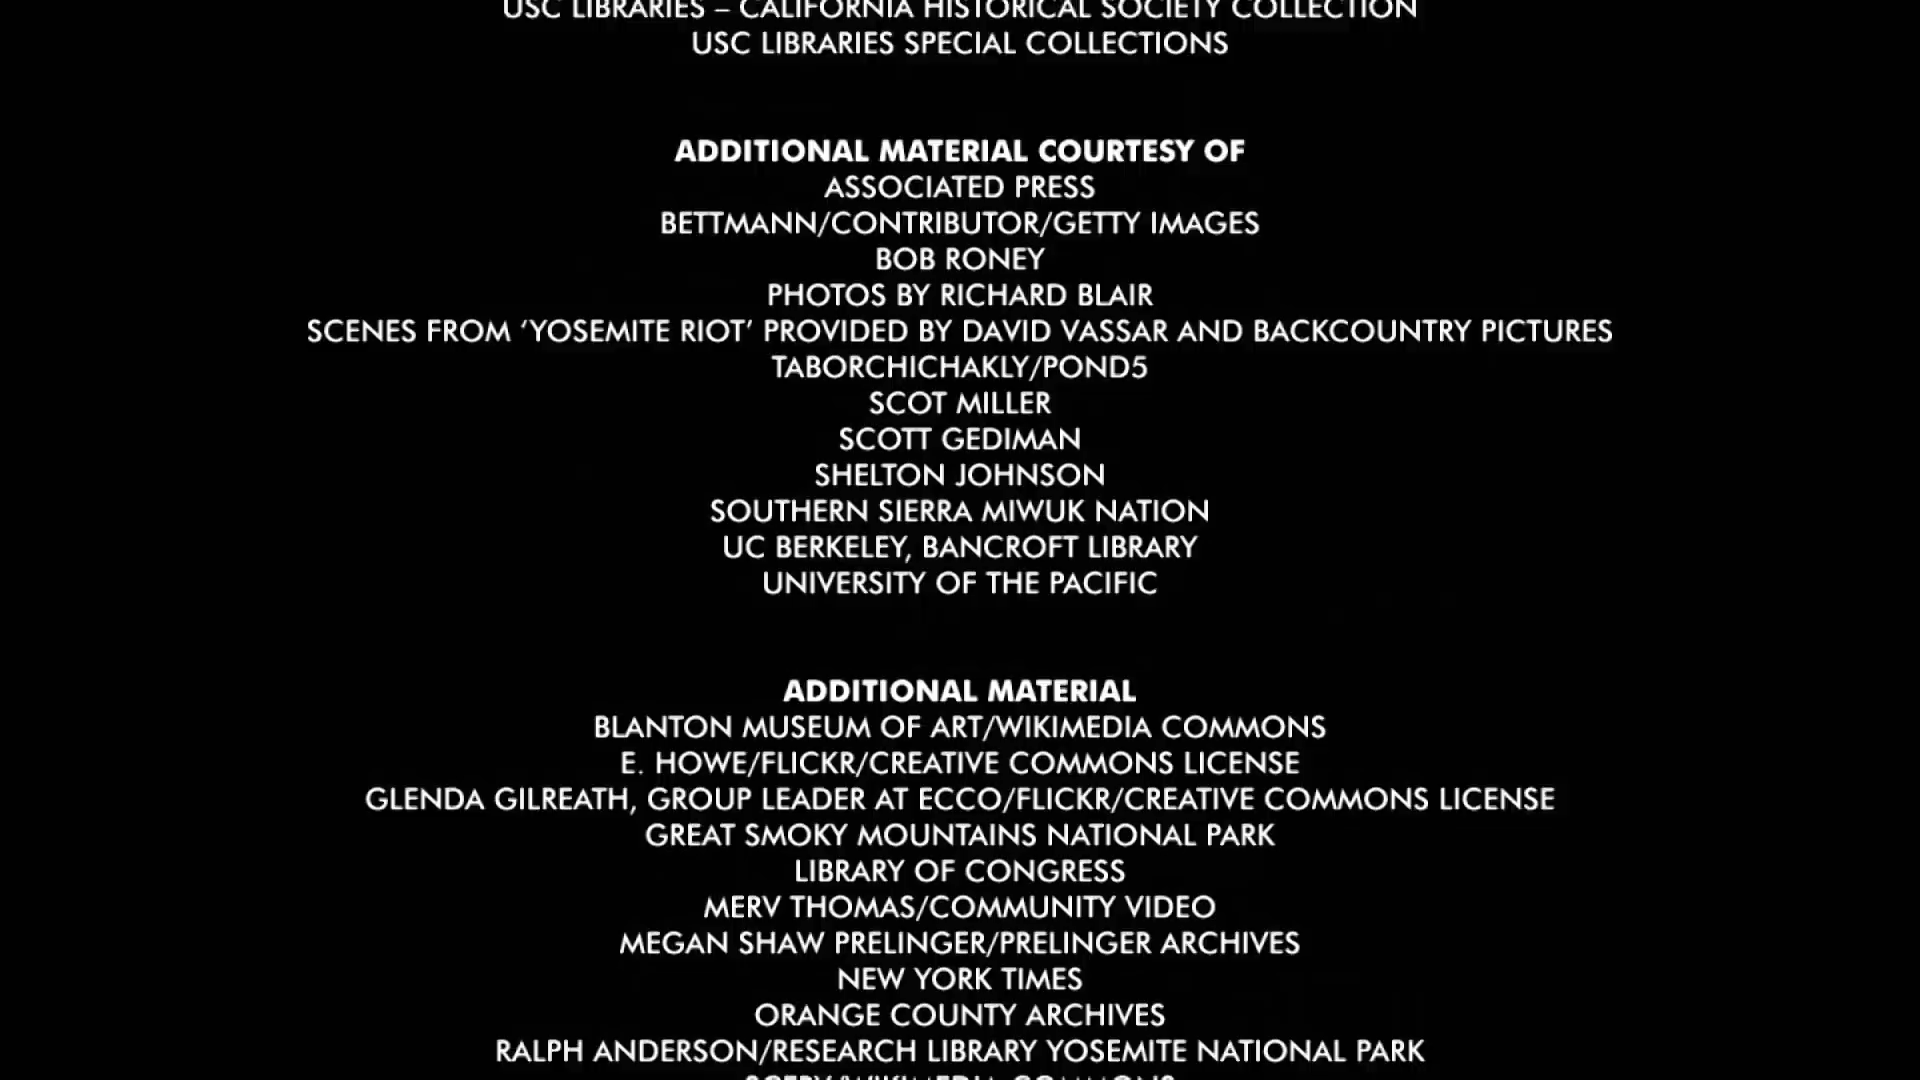 USC LIBRARIES – CALIFORNIA HISTORICAL SOCIETY COLLECTION
USC LIBRARIES SPECIAL COLLECTIONS
ADDITIONAL MATERIAL COURTESY OF
ASSOCIATED PRESS
BETTMANN/CONTRIBUTOR/GETTY IMAGES
BOB RONEY
PHOTOS BY RICHARD BLAIR
SCENES FROM ‘YOSEMITE RIOT’ PROVIDED BY DAVID VASSAR AND BACKCOUNTRY PICTURES
TABORCHICHAKLY/POND5
SCOT MILLER
SCOTT GEDIMAN
SHELTON JOHNSON
SOUTHERN SIERRA MIWUK NATION
UC BERKELEY, BANCROFT LIBRARY
UNIVERSITY OF THE PACIFIC
ADDITIONAL MATERIAL
BLANTON MUSEUM OF ART/WIKIMEDIA COMMONS
E. HOWE/FLICKR/CREATIVE COMMONS LICENSE
GLENDA GILREATH, GROUP LEADER AT ECCO/FLICKR/CREATIVE COMMONS LICENSE
GREAT SMOKY MOUNTAINS NATIONAL PARK
LIBRARY OF CONGRESS
MERV THOMAS/COMMUNITY VIDEO
MEGAN SHAW PRELINGER/PRELINGER ARCHIVES
NEW YORK TIMES
ORANGE COUNTY ARCHIVES
RALPH ANDERSON/RESEARCH LIBRARY YOSEMITE NATIONAL PARK
COMMONS